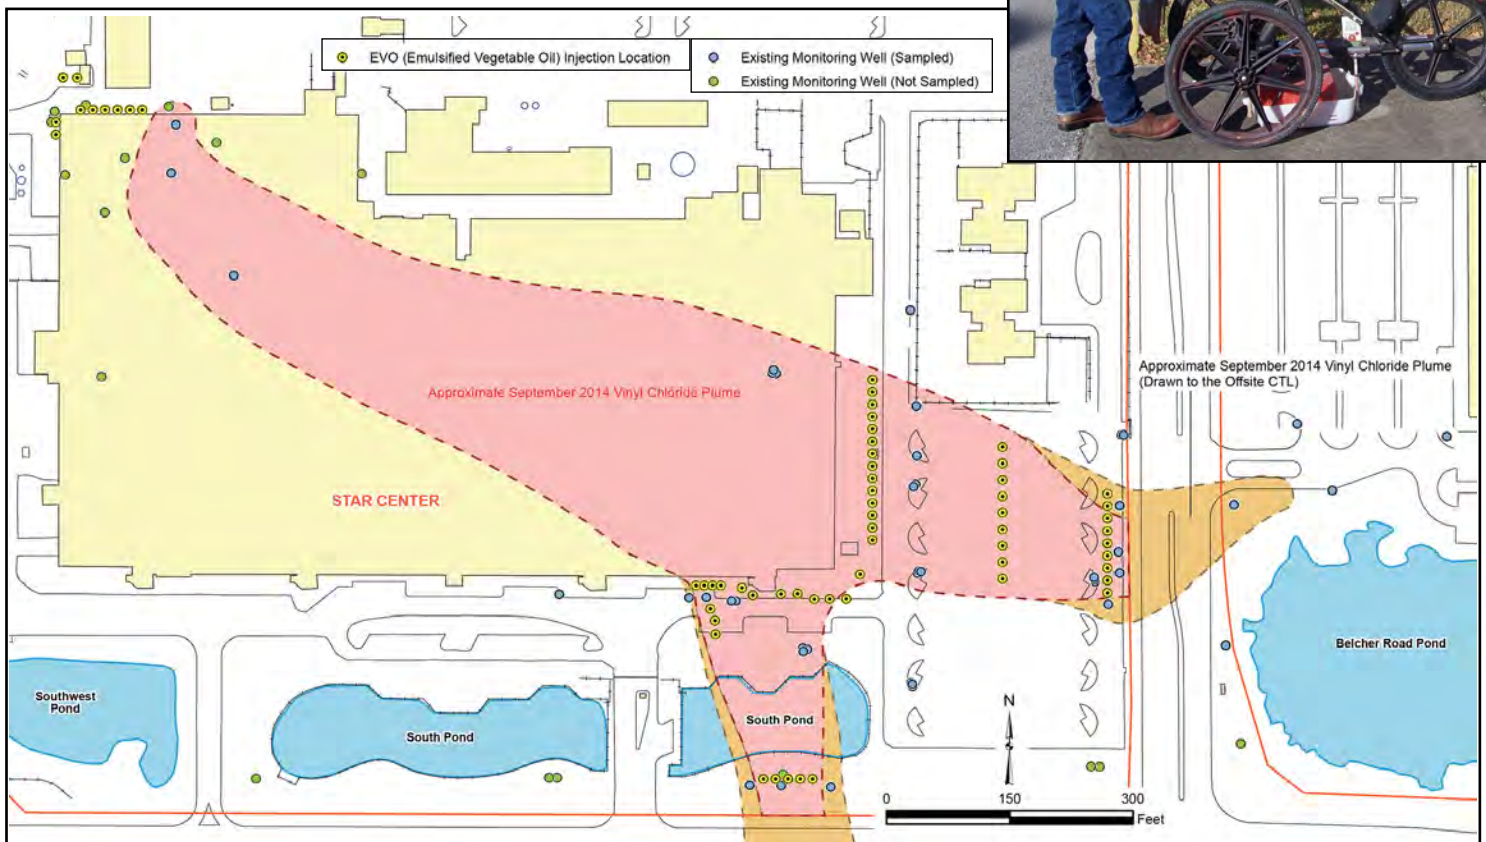 EVO (Emulsified Vegetable Oil) Injection Location
Existing Monitoring Well (Sampled)
Existing Monitoring Well (Not Sampled)
Approximate September 2014 Vinyl Chloride Plume
(Drawn to the Offsite CTL)
Approximate September 2014 Vinyl Chloride Plume
STAR CENTER
Belcher Road Pond
Southwest
Pond
South Pond
South Pond
N
0 150 300
Feet